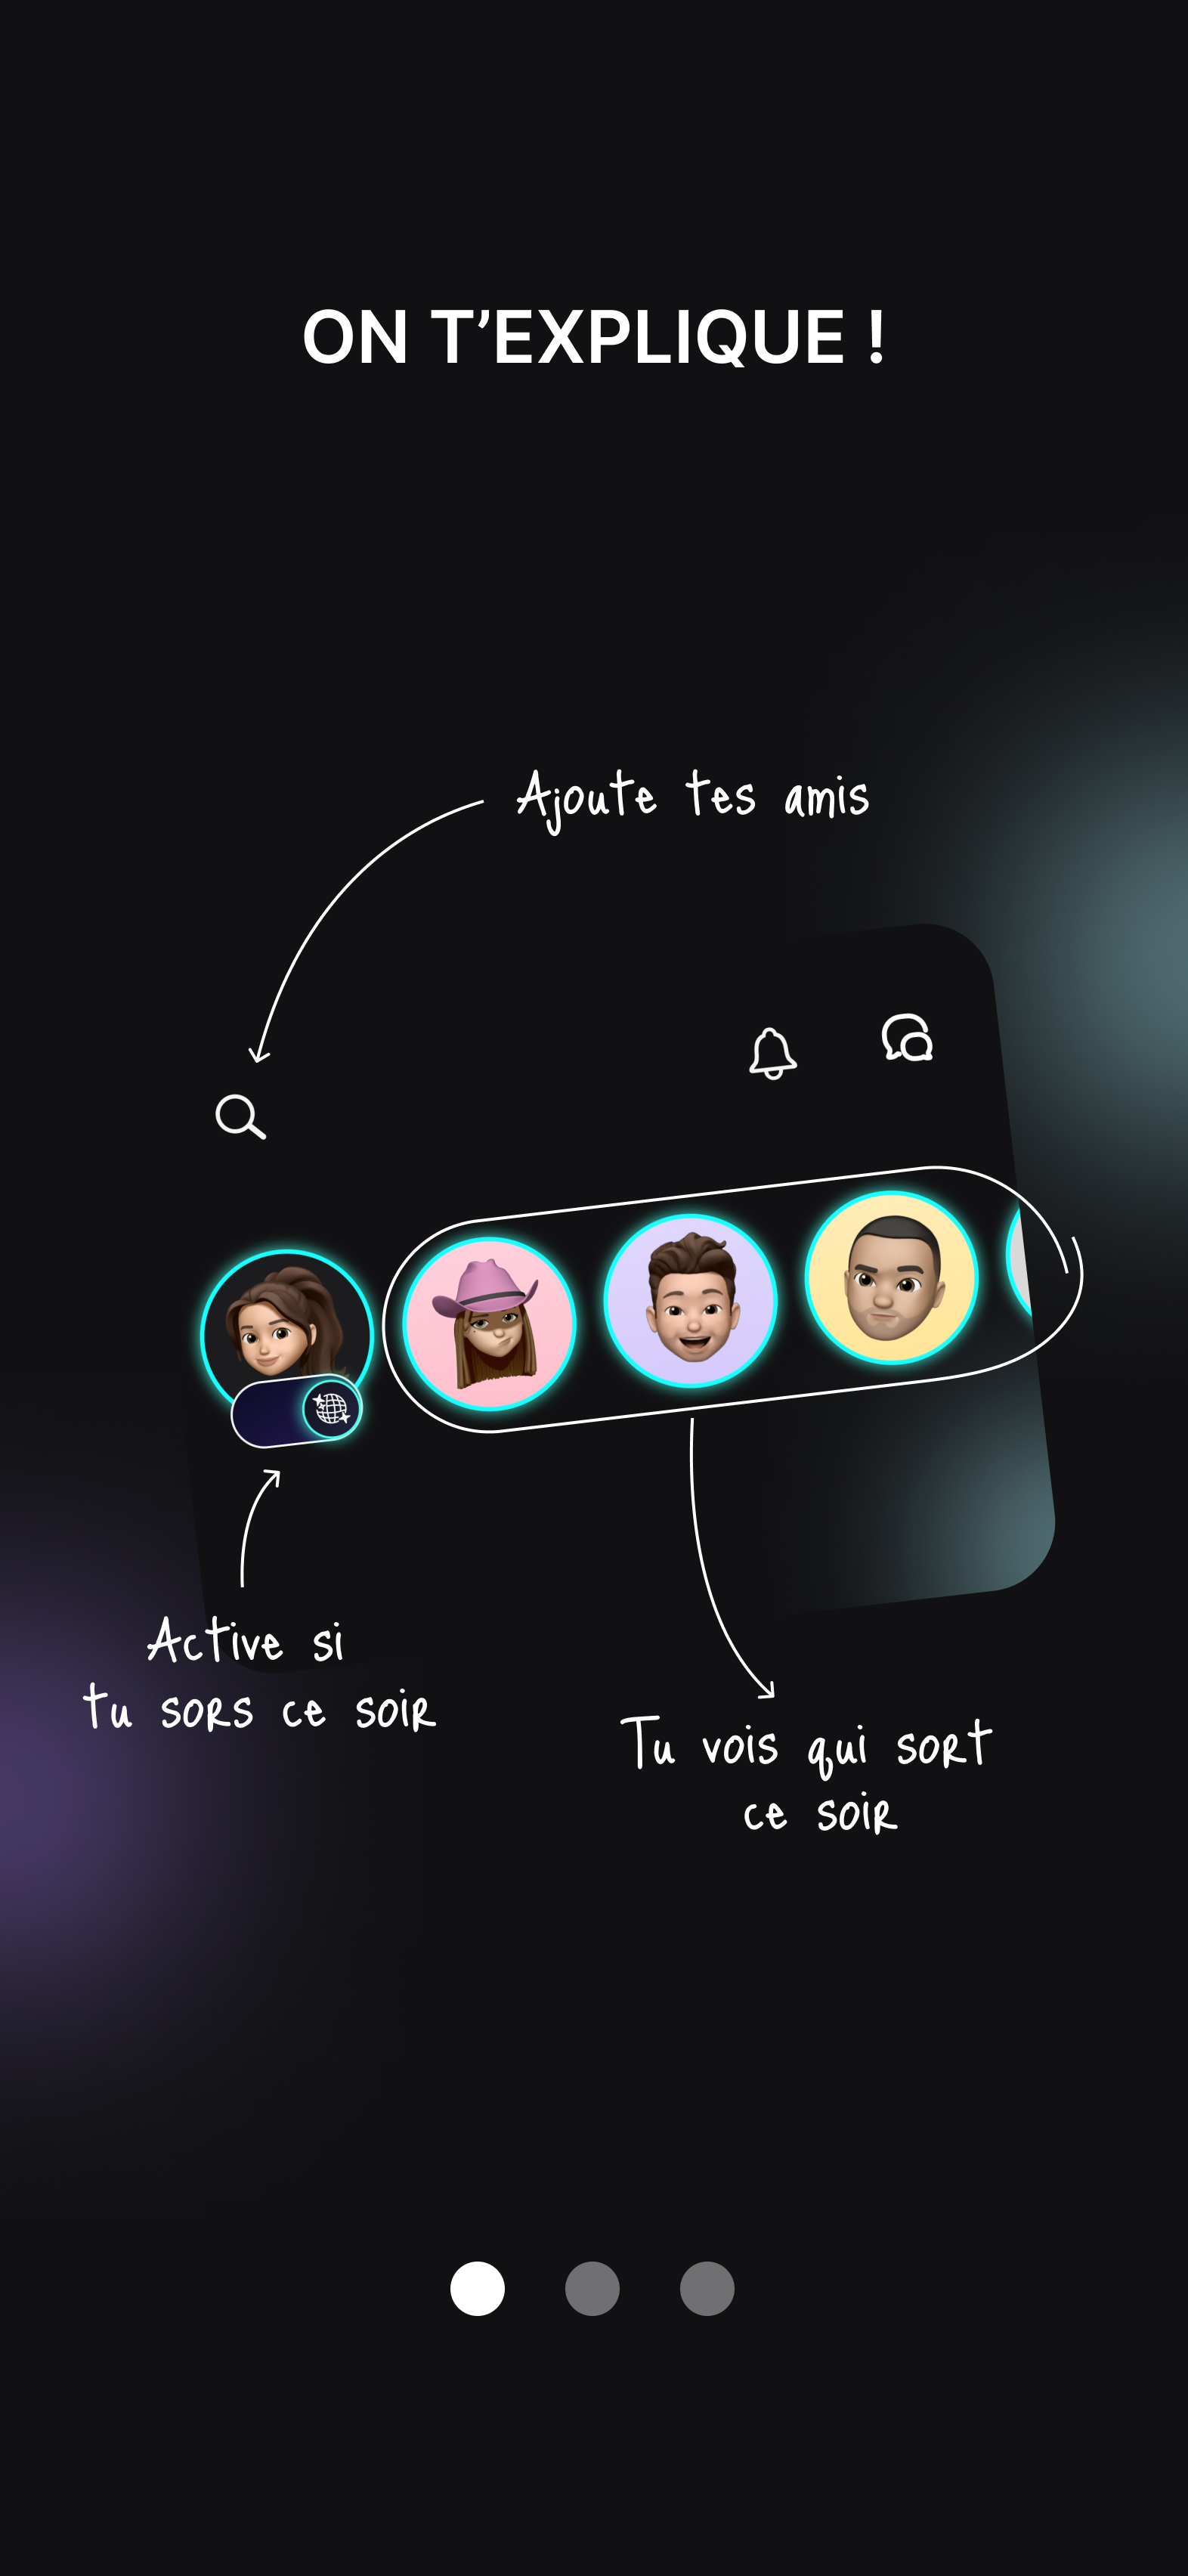 ON T’EXPLIQUE !
Ajoute tes amis
Active si
tu sors ce soir
Tu vois qui sort
ce soir